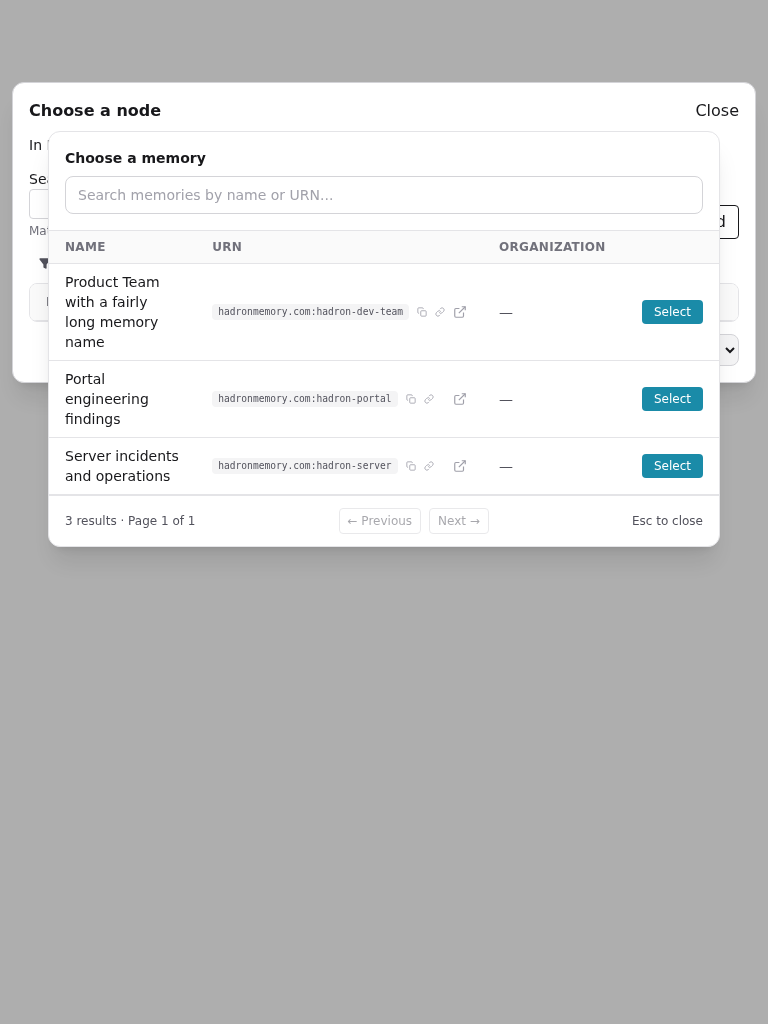 Choose a node
Close
In
Choose a memory
Search memories by name or URN...
NAME URN ORGANIZATION
Product Team
with a fairly
long memory
name
hadronmemory.com:hadron-dev-team — Select
Portal
engineering
findings
hadronmemory.com:hadron-portal — Select
Server incidents
and operations
hadronmemory.com:hadron-server — Select
3 results · Page 1 of 1
← Previous
Next →
Esc to close